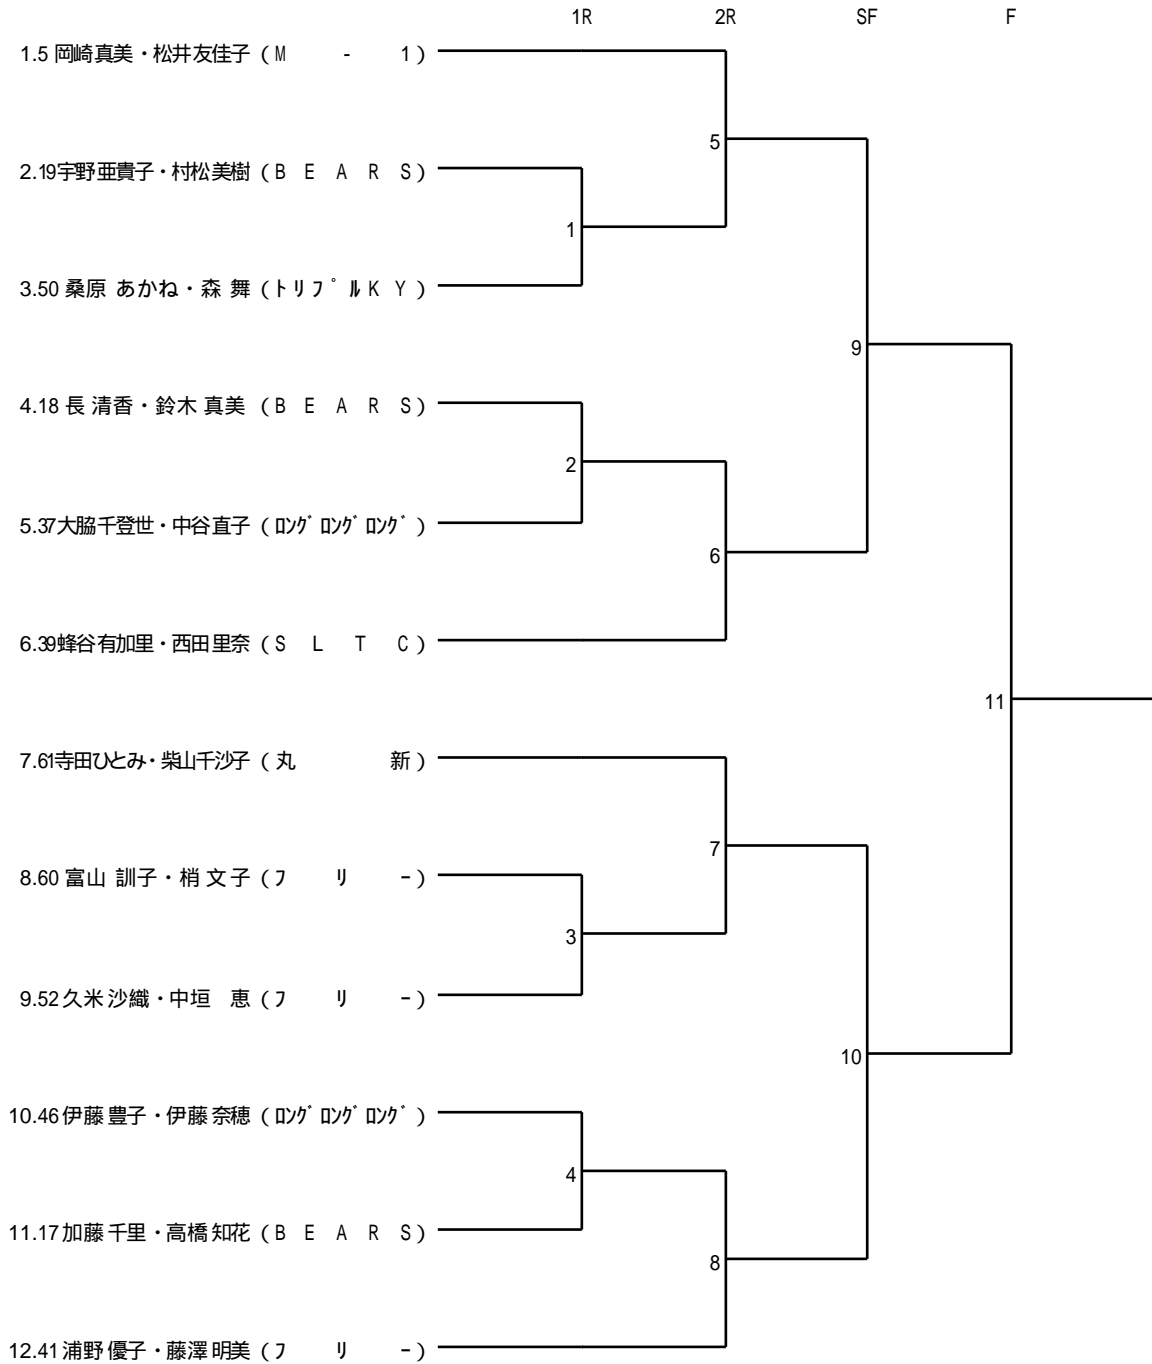 1R 2R SF F
1.5 岡崎真美・松井友佳子 (M - 1)
5
2.19宇野亜貴子・村松美樹 (B E A R S)
1
3.50 桑原 あかね・森 舞 (トリプルK Y)
9
4.18 長 清香・鈴木 真美 (B E A R S)
2
5.37大脇千登世・中谷直子 (ロングロングロング)
6
6.39蜂谷有加里・西田里奈 (S L T C)
11
7.61寺田ひとみ・柴山千沙子 (丸 新)
7
8.60 富山 訓子・梢 文子 (フ リ ー)
3
9.52久米 沙織・中垣 恵 (フ リ ー)
10
10.46伊藤 豊子・伊藤 奈穂 (ロングロングロング)
4
11.17加藤 千里・高橋 知花 (B E A R S)
8
12.41浦野 優子・藤澤 明美 (フ リ ー)